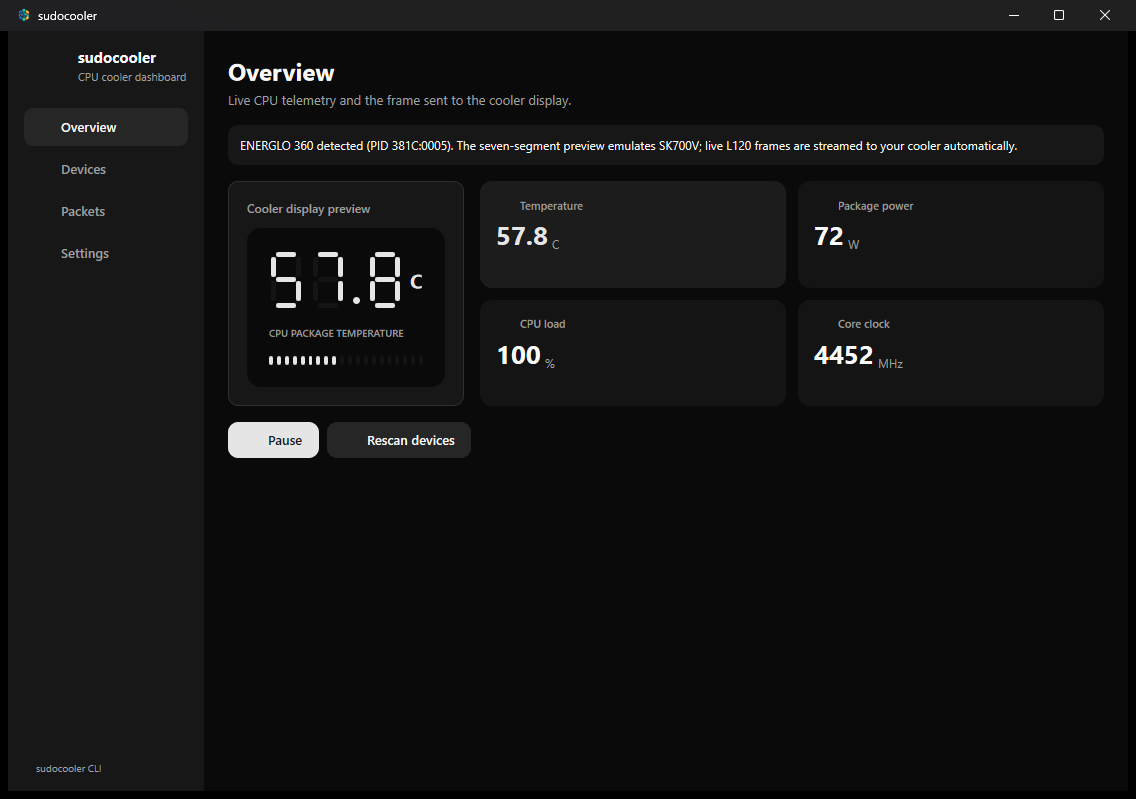 sudocooler
sudocooler
CPU cooler dashboard
Overview
Devices
Packets
Settings
sudocooler CLI
Overview
Live CPU telemetry and the frame sent to the cooler display.
ENERGLO 360 detected (PID 381C:0005). The seven-segment preview emulates SK700V; live L120 frames are streamed to your cooler automatically.
Cooler display preview
57.8 C
CPU PACKAGE TEMPERATURE
Temperature
57.8 C
Package power
72 W
CPU load
100 %
Core clock
4452 MHz
Pause
Rescan devices